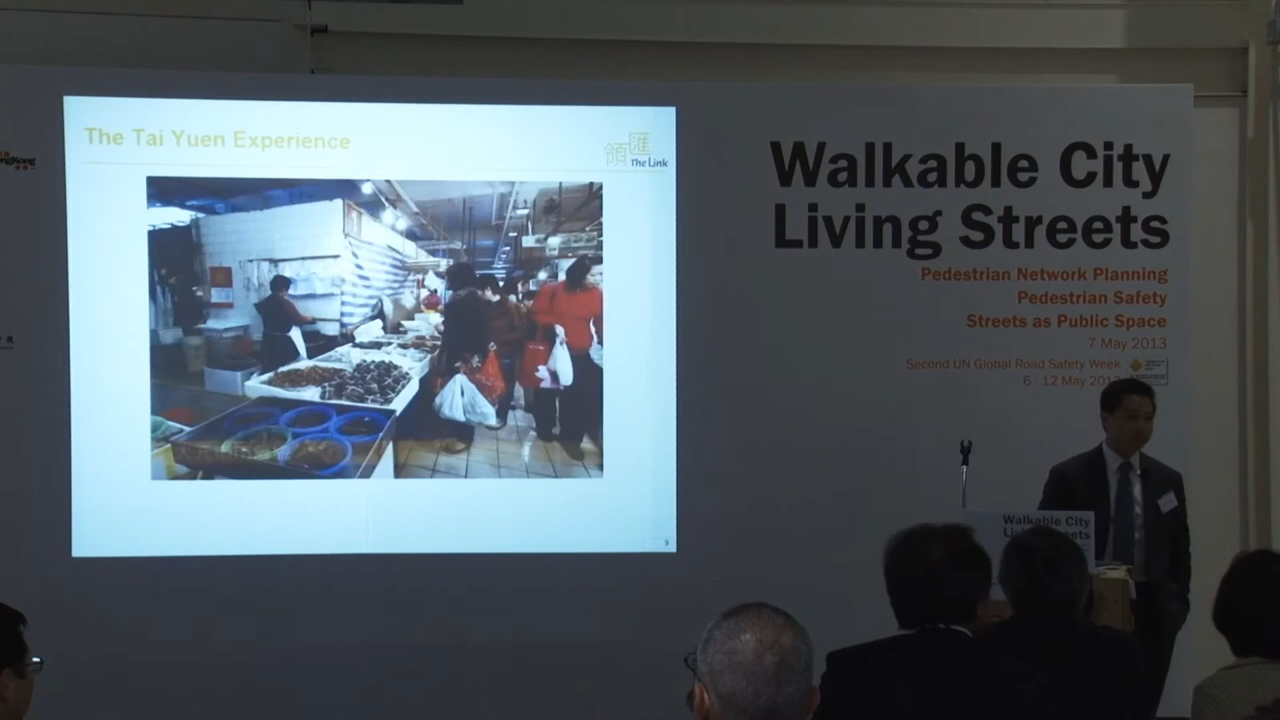 The Tai Yuen Experience
領匯
The Link
9
Walkable City
Living Streets
Pedestrian Network Planning
Pedestrian Safety
Streets as Public Space
7 May 2013
Second UN Global Road Safety Week
6 - 12 May 2013
Walkable City